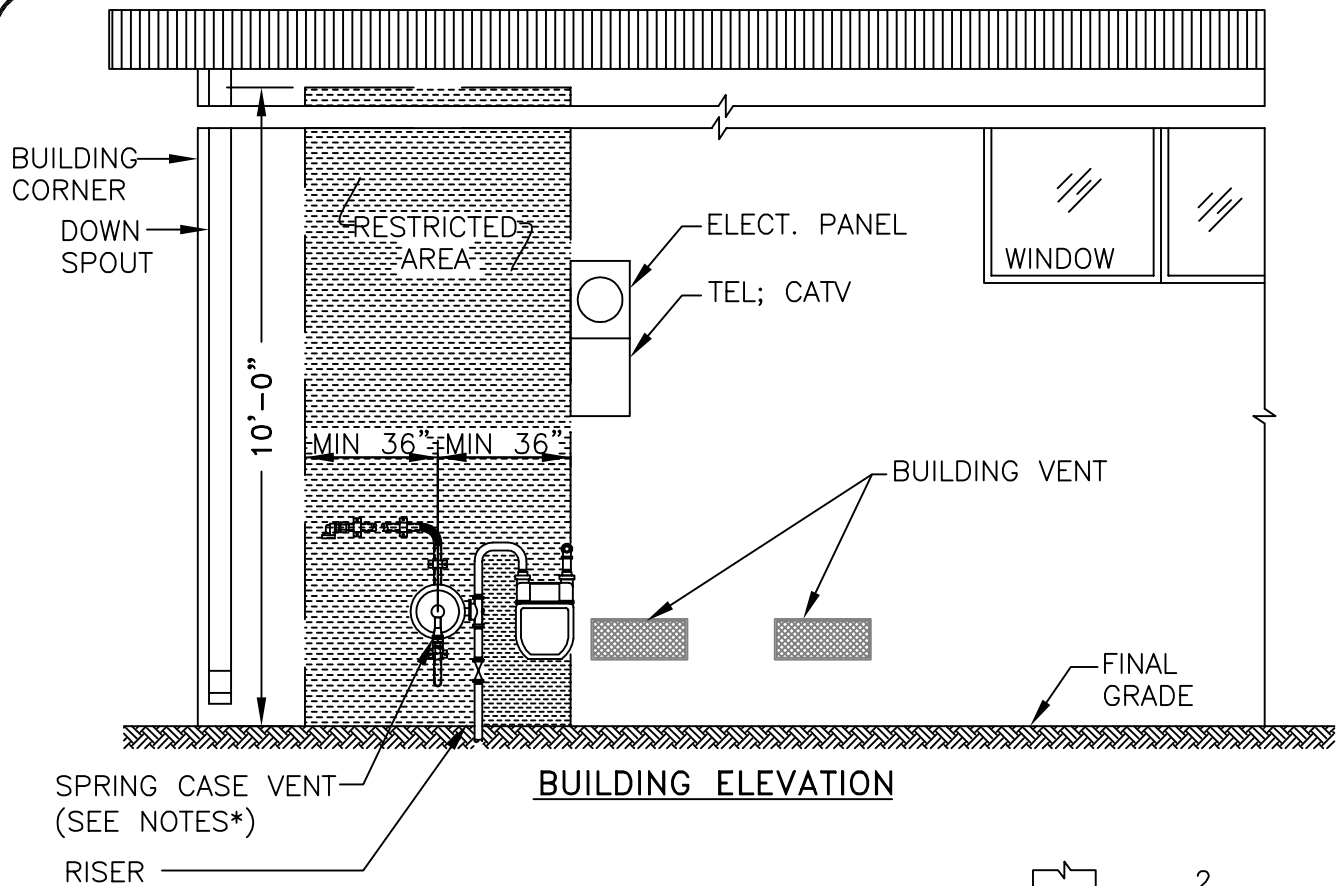 BUILDING
CORNER
DOWN
SPOUT
10'-0"
RESTRICTED
AREA
ELECT. PANEL
TEL; CATV
WINDOW
MIN 36"
MIN 36"
BUILDING VENT
FINAL
GRADE
SPRING CASE VENT
(SEE NOTES*)
RISER
BUILDING ELEVATION
2